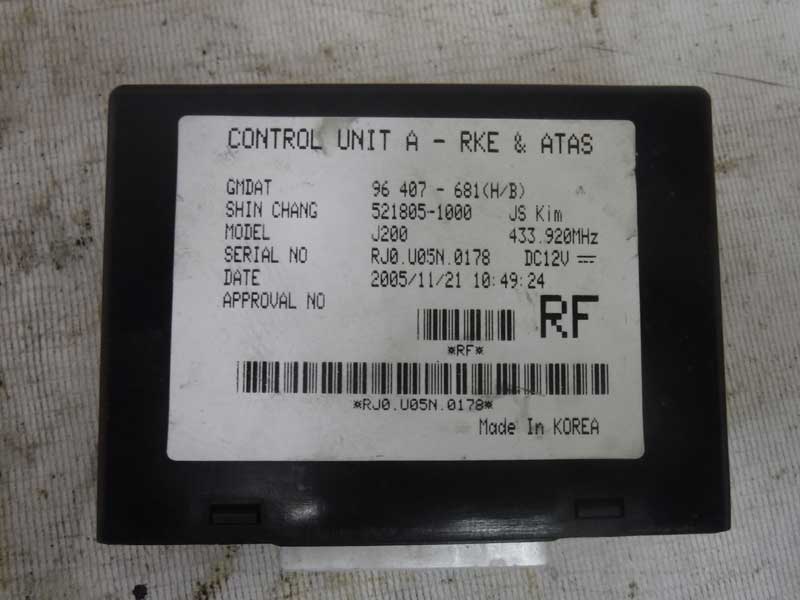 CONTROL UNIT A - RKE & ATAS
GMDAT 96 407 - 681(H/B)
SHIN CHANG 521805-1000 JS Kim
MODEL J200 433.920MHz
SERIAL NO RJ0.U05N.0178 DC12V
DATE 2005/11/21 10:49:24
APPROVAL NO
RF
*RF*
*RJ0.U05N.0178*
Made In KOREA